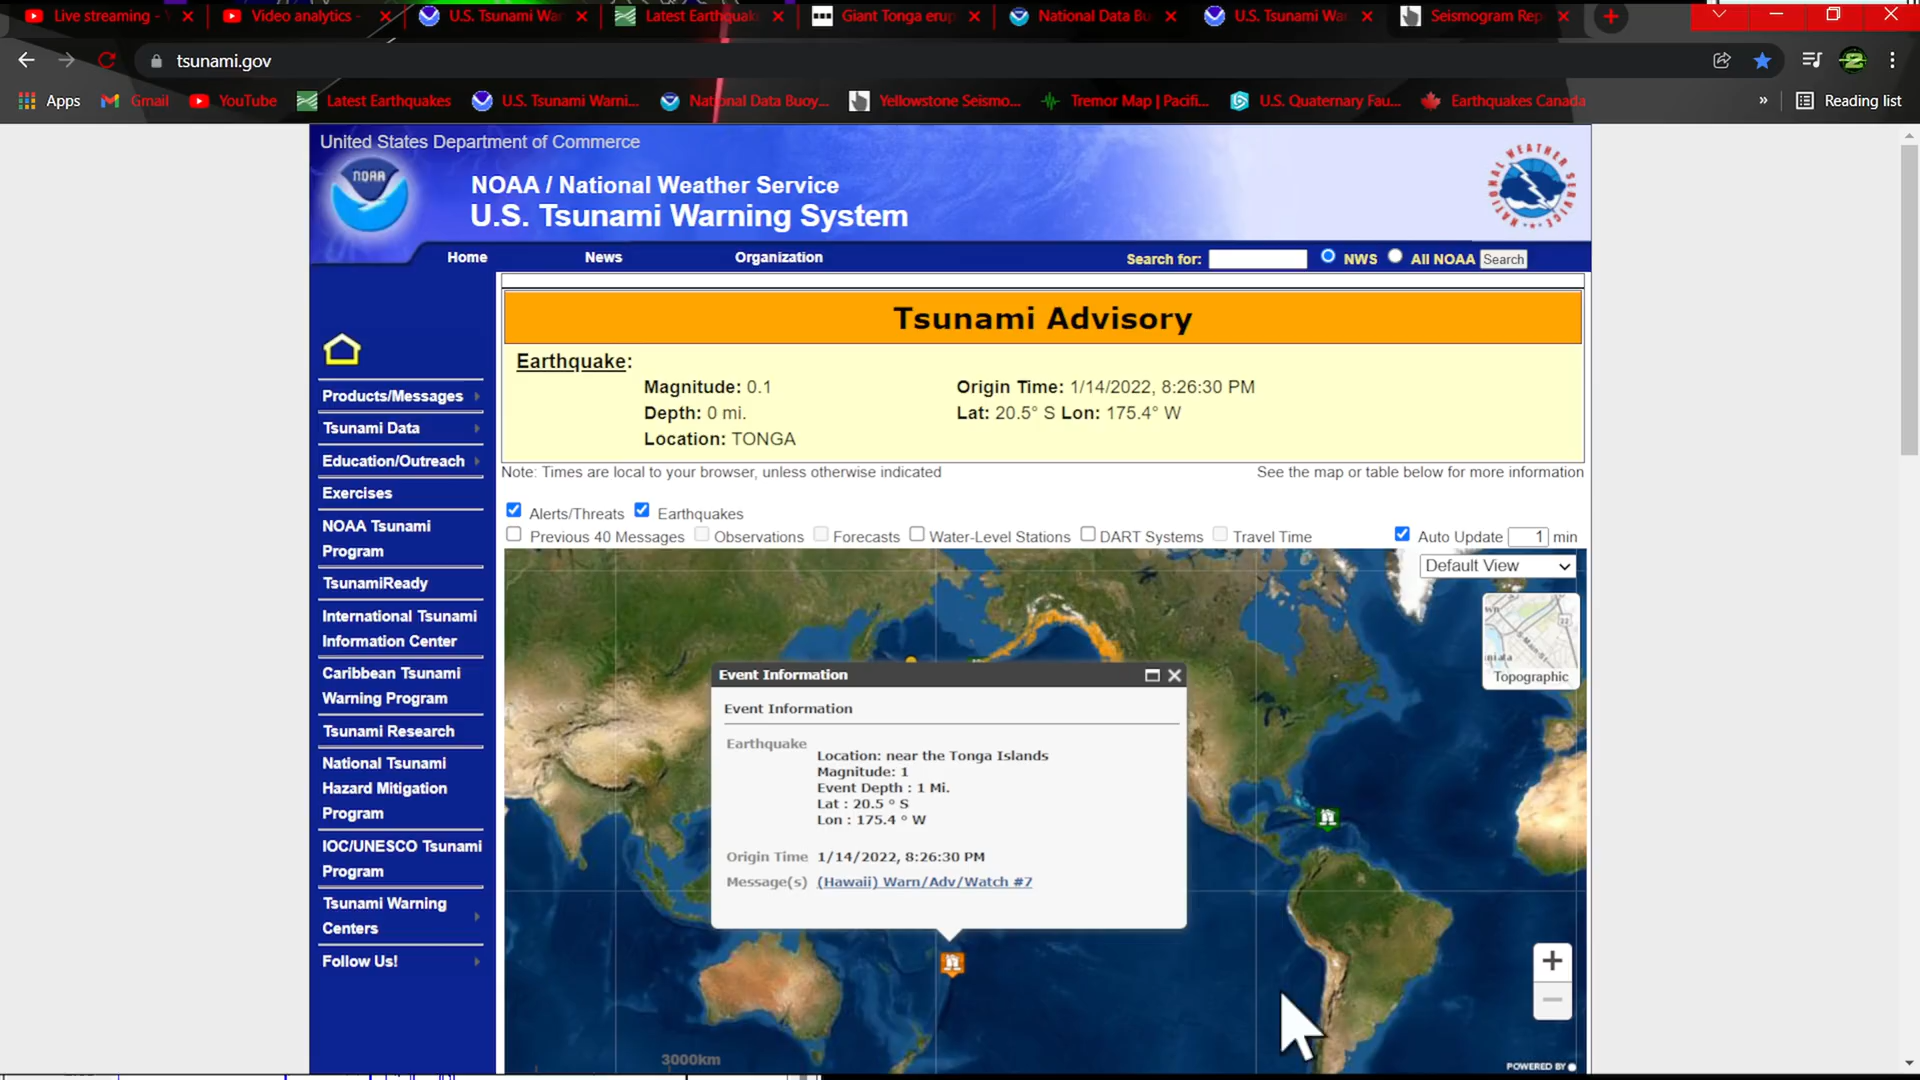 Live streaming -
Video analytics -
U.S. Tsunami Wa
Latest Earthquak
Giant Tonga erup
National Data Bu
U.S. Tsunami Wa
Seismogram Rep
tsunami.gov
Apps
Gmail
YouTube
Latest Earthquakes
U.S. Tsunami Warni...
National Data Buoy...
Yellowstone Seismo...
Tremor Map | Pacifi...
U.S. Quaternary Fau...
Earthquakes Canada
»
Reading list
United States Department of Commerce
NOAA
NOAA / National Weather Service
U.S. Tsunami Warning System
NATIONAL WEATHER SERVICE
Home
News
Organization
Search for:
NWS
All NOAA
Search
Tsunami Advisory
Earthquake:
Magnitude: 0.1
Origin Time: 1/14/2022, 8:26:30 PM
Depth: 0 mi.
Lat: 20.5° S Lon: 175.4° W
Location: TONGA
Note: Times are local to your browser, unless otherwise indicated
See the map or table below for more information
Products/Messages
Tsunami Data
Education/Outreach
Exercises
NOAA Tsunami
Program
TsunamiReady
International Tsunami
Information Center
Caribbean Tsunami
Warning Program
Tsunami Research
National Tsunami
Hazard Mitigation
Program
IOC/UNESCO Tsunami
Program
Tsunami Warning
Centers
Follow Us!
Alerts/Threats
Earthquakes
Previous 40 Messages
Observations
Forecasts
Water-Level Stations
DART Systems
Travel Time
Auto Update 1 min
Default View
Topographic
Event Information
Event Information
Earthquake
Location: near the Tonga Islands
Magnitude: 1
Event Depth : 1 Mi.
Lat : 20.5 ° S
Lon : 175.4 ° W
Origin Time 1/14/2022, 8:26:30 PM
Message(s) (Hawaii) Warn/Adv/Watch #7
+
−
3000km
POWERED BY